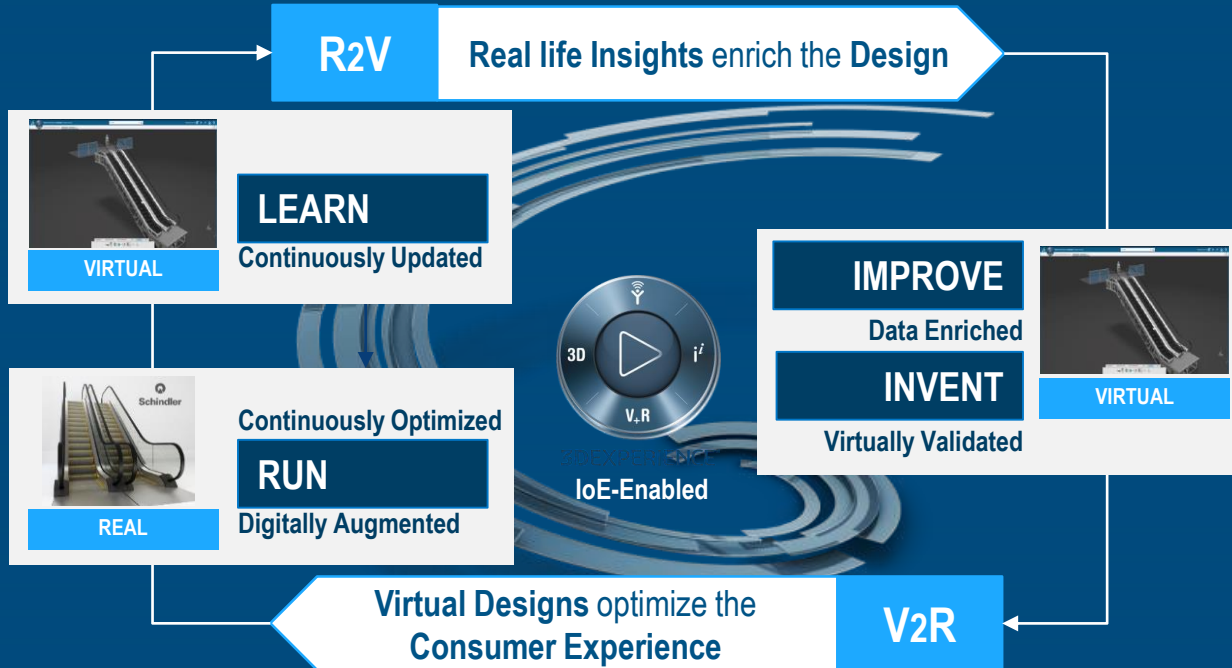 R2V
Real life Insights enrich the Design
LEARN
Continuously Updated
VIRTUAL
IMPROVE
Data Enriched
INVENT
Virtually Validated
VIRTUAL
3D
i^i
V+R
3DEXPERIENCE
IoE-Enabled
Schindler
Continuously Optimized
RUN
Digitally Augmented
REAL
Virtual Designs optimize the
Consumer Experience
V2R